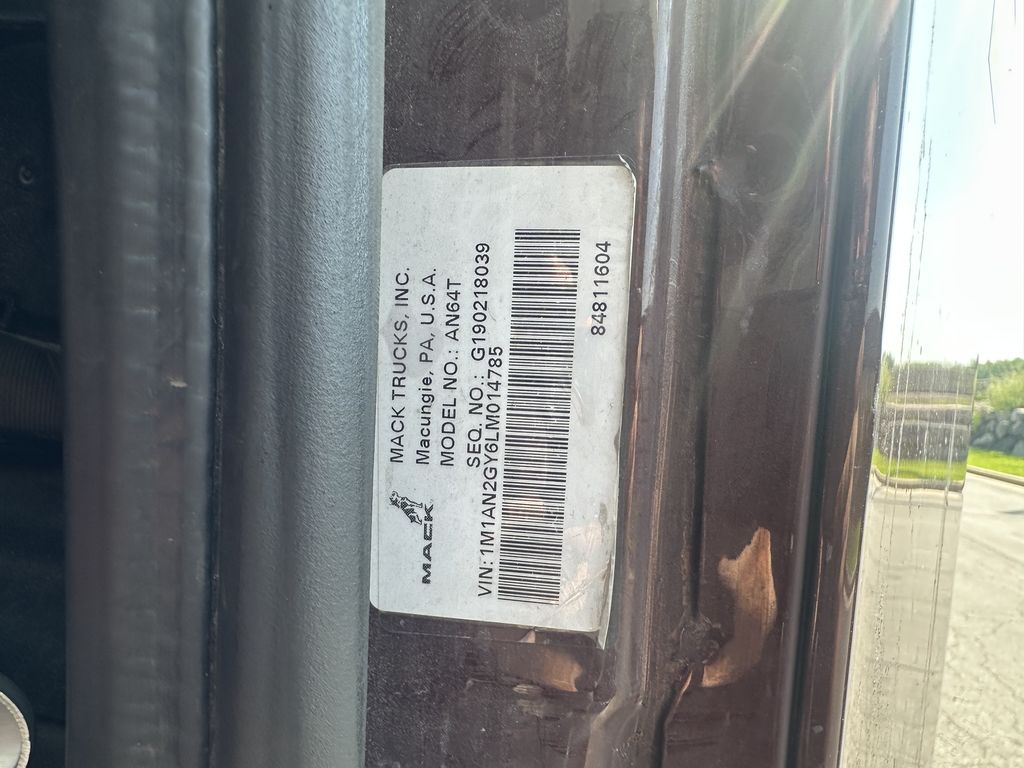 MACK
MACK TRUCKS, INC.
Macungie, PA, U.S.A.
MODEL NO.: AN64T
SEQ. NO.: G190218039
VIN: 1M1AN2GY6LM014785
84811604